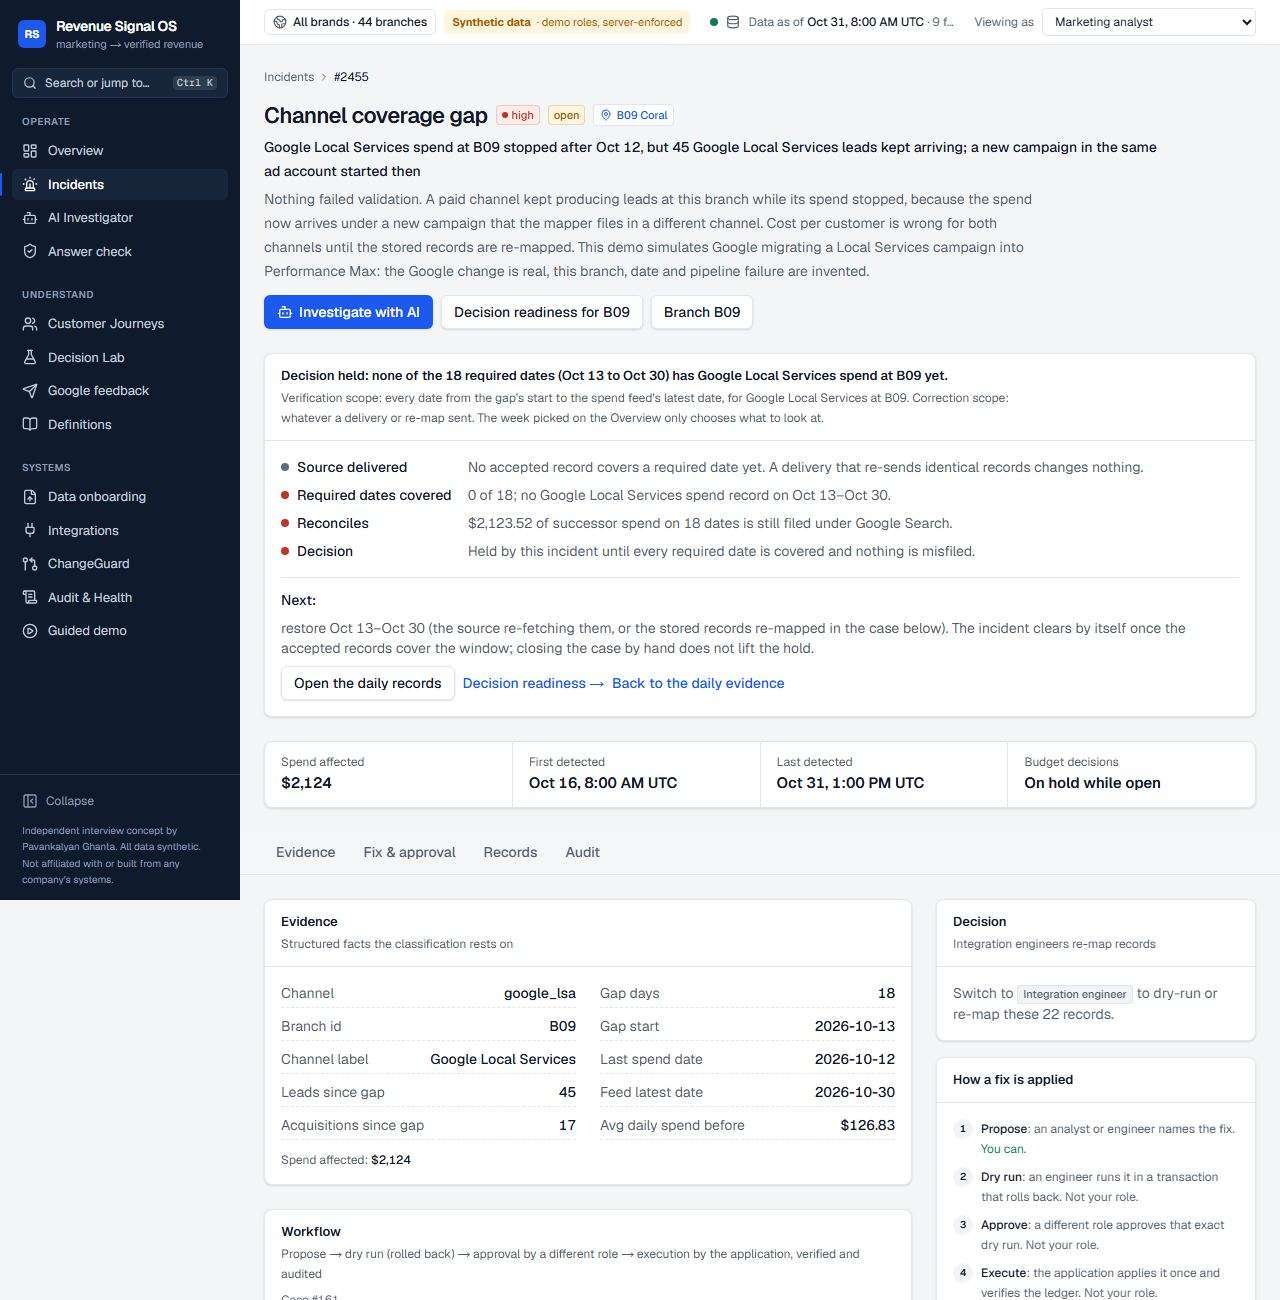 RS
Revenue Signal OS
marketing → verified revenue
Search or jump to…
Ctrl K
OPERATE
Overview
Incidents
AI Investigator
Answer check
UNDERSTAND
Customer Journeys
Decision Lab
Google feedback
Definitions
SYSTEMS
Data onboarding
Integrations
ChangeGuard
Audit & Health
Guided demo
Collapse
Independent interview concept by
Pavankalyan Ghanta. All data synthetic.
Not affiliated with or built from any
company's systems.
All brands · 44 branches
Synthetic data · demo roles, server-enforced
Data as of Oct 31, 8:00 AM UTC · 9 f…
Viewing as
Marketing analyst
Incidents › #2455
Channel coverage gap
high
open
B09 Coral
Google Local Services spend at B09 stopped after Oct 12, but 45 Google Local Services leads kept arriving; a new campaign in the same
ad account started then
Nothing failed validation. A paid channel kept producing leads at this branch while its spend stopped, because the spend
now arrives under a new campaign that the mapper files in a different channel. Cost per customer is wrong for both
channels until the stored records are re-mapped. This demo simulates Google migrating a Local Services campaign into
Performance Max: the Google change is real, this branch, date and pipeline failure are invented.
Investigate with AI
Decision readiness for B09
Branch B09
Decision held: none of the 18 required dates (Oct 13 to Oct 30) has Google Local Services spend at B09 yet.
Verification scope: every date from the gap's start to the spend feed's latest date, for Google Local Services at B09. Correction scope:
whatever a delivery or re-map sent. The week picked on the Overview only chooses what to look at.
Source delivered
No accepted record covers a required date yet. A delivery that re-sends identical records changes nothing.
Required dates covered
0 of 18; no Google Local Services spend record on Oct 13–Oct 30.
Reconciles
$2,123.52 of successor spend on 18 dates is still filed under Google Search.
Decision
Held by this incident until every required date is covered and nothing is misfiled.
Next:
restore Oct 13–Oct 30 (the source re-fetching them, or the stored records re-mapped in the case below). The incident clears by itself once the
accepted records cover the window; closing the case by hand does not lift the hold.
Open the daily records
Decision readiness →
Back to the daily evidence
Spend affected
$2,124
First detected
Oct 16, 8:00 AM UTC
Last detected
Oct 31, 1:00 PM UTC
Budget decisions
On hold while open
Evidence
Fix & approval
Records
Audit
Evidence
Structured facts the classification rests on
Channel
google_lsa
Gap days
18
Branch id
B09
Gap start
2026-10-13
Channel label
Google Local Services
Last spend date
2026-10-12
Leads since gap
45
Feed latest date
2026-10-30
Acquisitions since gap
17
Avg daily spend before
$126.83
Spend affected: $2,124
Workflow
Propose → dry run (rolled back) → approval by a different role → execution by the application, verified and
audited
Case #161
Decision
Integration engineers re-map records
Switch to Integration engineer to dry-run or
re-map these 22 records.
How a fix is applied
1 Propose: an analyst or engineer names the fix.
You can.
2 Dry run: an engineer runs it in a transaction
that rolls back. Not your role.
3 Approve: a different role approves that exact
dry run. Not your role.
4 Execute: the application applies it once and
verifies the ledger. Not your role.